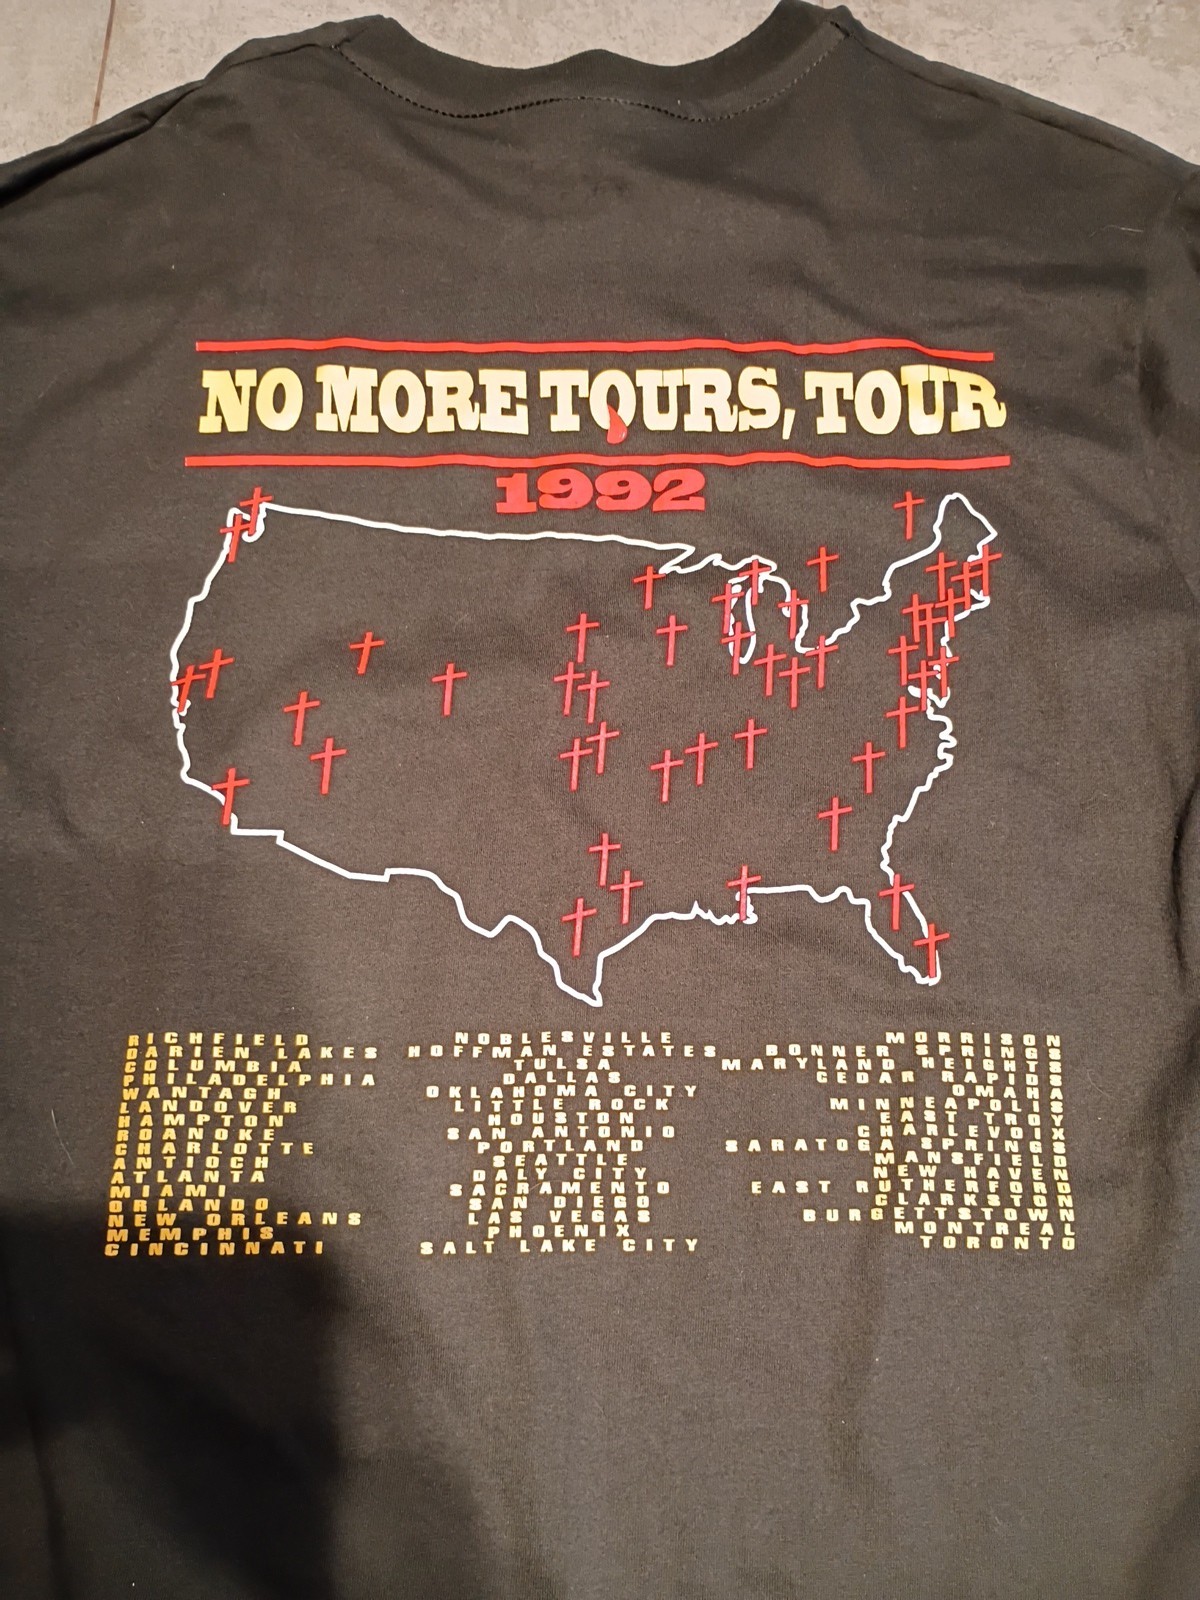 NO MORE TOURS, TOUR
1992
RICHFIELD
DARIEN LAKES
COLUMBIA
PHILADELPHIA
WANTAGH
LANDOVER
HAMPTON
ROANOKE
CHARLOTTE
ANTIOCH
ATLANTA
MIAMI
ORLANDO
NEW ORLEANS
MEMPHIS
CINCINNATI
NOBLESVILLE
HOFFMAN ESTATES
TULSA
DALLAS
OKLAHOMA CITY
LITTLE ROCK
HOUSTON
SAN ANTONIO
PORTLAND
SEATTLE
DALY CITY
SACRAMENTO
SAN DIEGO
LAS VEGAS
PHOENIX
SALT LAKE CITY
MORRISON
BONNER SPRINGS
MARYLAND HEIGHTS
CEDAR RAPIDS
OMAHA
MINNEAPOLIS
EAST TROY
CHARLEVOIX
SARATOGA SPRINGS
MANSFIELD
NEW HAVEN
EAST RUTHERFORD
CLARKSTOWN
BURGETTSTOWN
MONTREAL
TORONTO